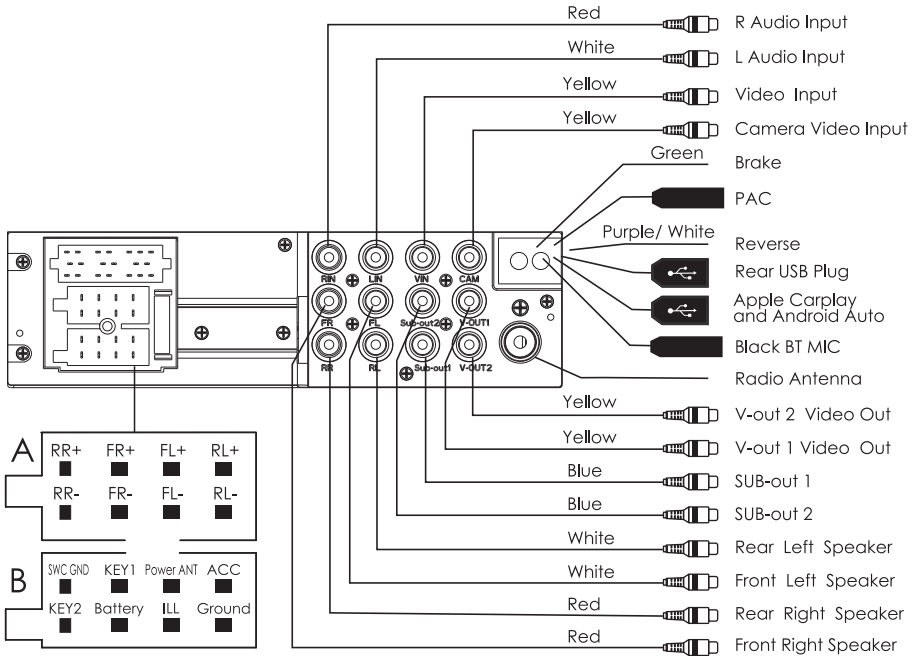 Red R Audio Input
White L Audio Input
Yellow Video Input
Yellow Camera Video Input
Green Brake
PAC
Purple/ White Reverse
Rear USB Plug
Apple Carplay
and Android Auto
Black BT MIC
Radio Antenna
RIN LIN VIN CAM
FR FL Sub-out2 V-OUT1
RR RL Sub-out1 V-OUT2
Yellow V-out 2 Video Out
Yellow V-out 1 Video Out
Blue SUB-out 1
Blue SUB-out 2
White Rear Left Speaker
White Front Left Speaker
Red Rear Right Speaker
Red Front Right Speaker
A
RR+ FR+ FL+ RL+
RR- FR- FL- RL-
B
SWC GND KEY1 Power ANT ACC
KEY2 Battery ILL Ground